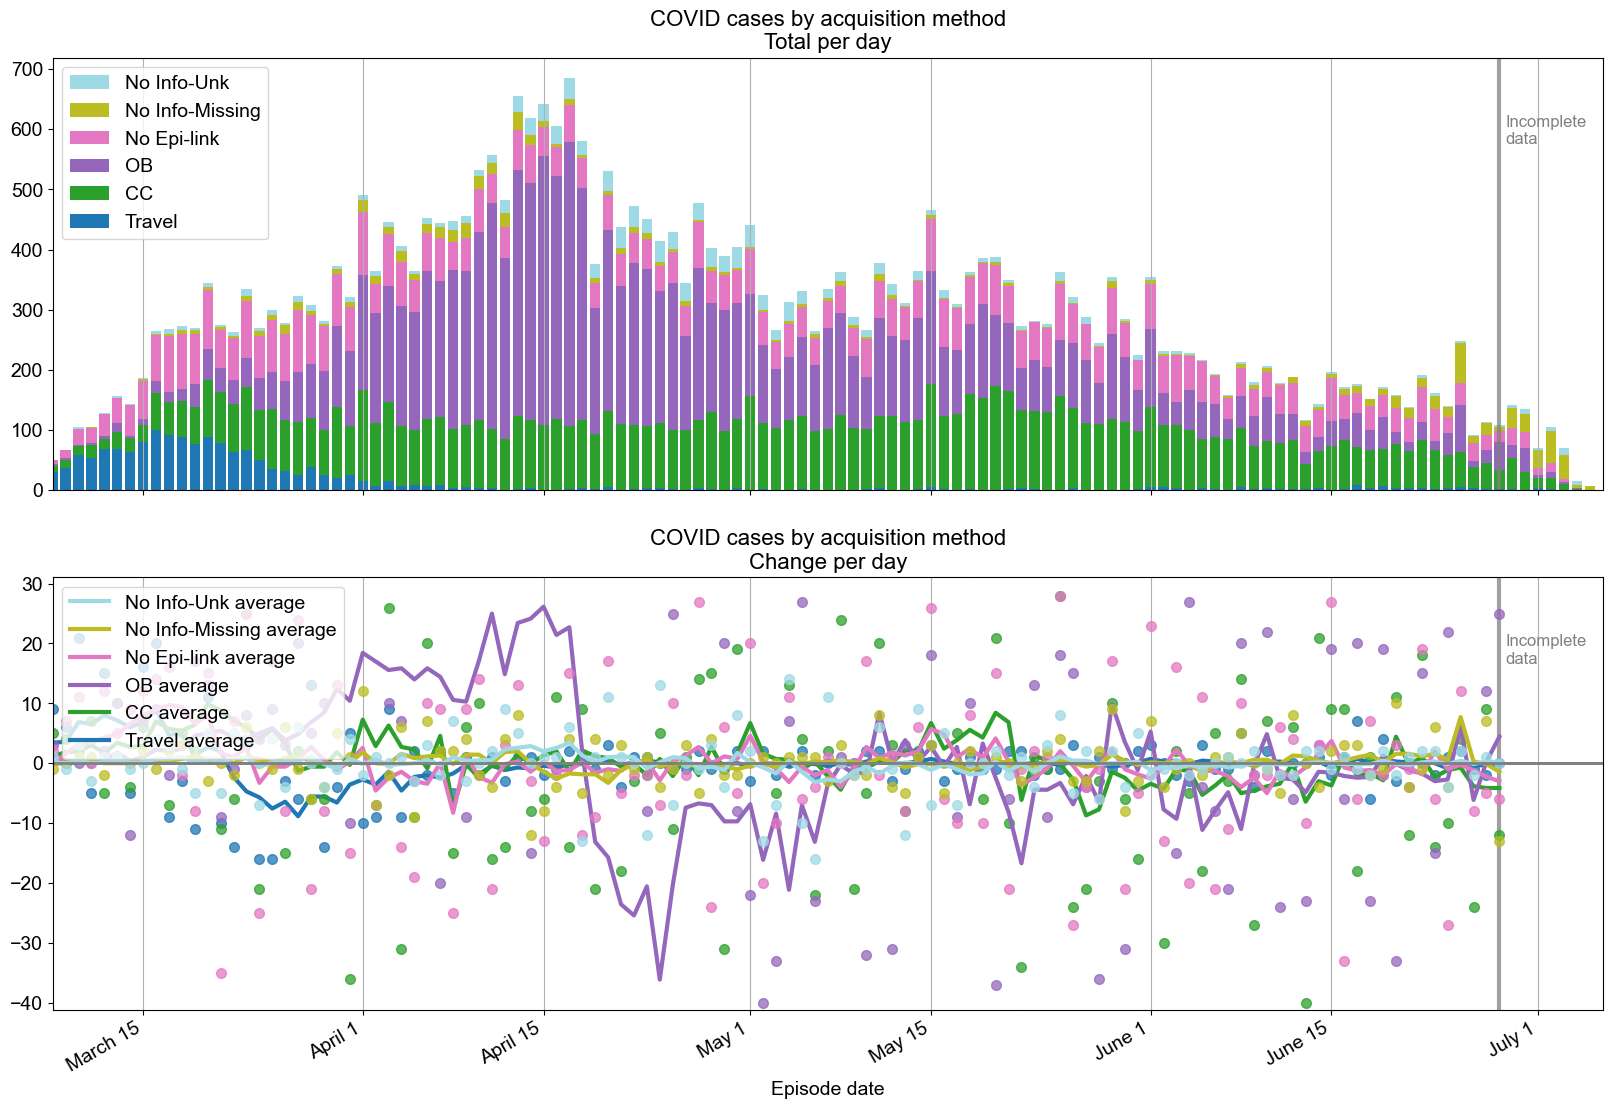 COVID cases by acquisition method
Total per day
700
600
500
400
300
200
100
0
No Info-Unk
No Info-Missing
No Epi-link
OB
CC
Travel
Incomplete
data
COVID cases by acquisition method
Change per day
30
20
10
0
−10
−20
−30
−40
No Info-Unk average
No Info-Missing average
No Epi-link average
OB average
CC average
Travel average
Incomplete
data
March 15
April 1
April 15
May 1
May 15
June 1
June 15
July 1
Episode date